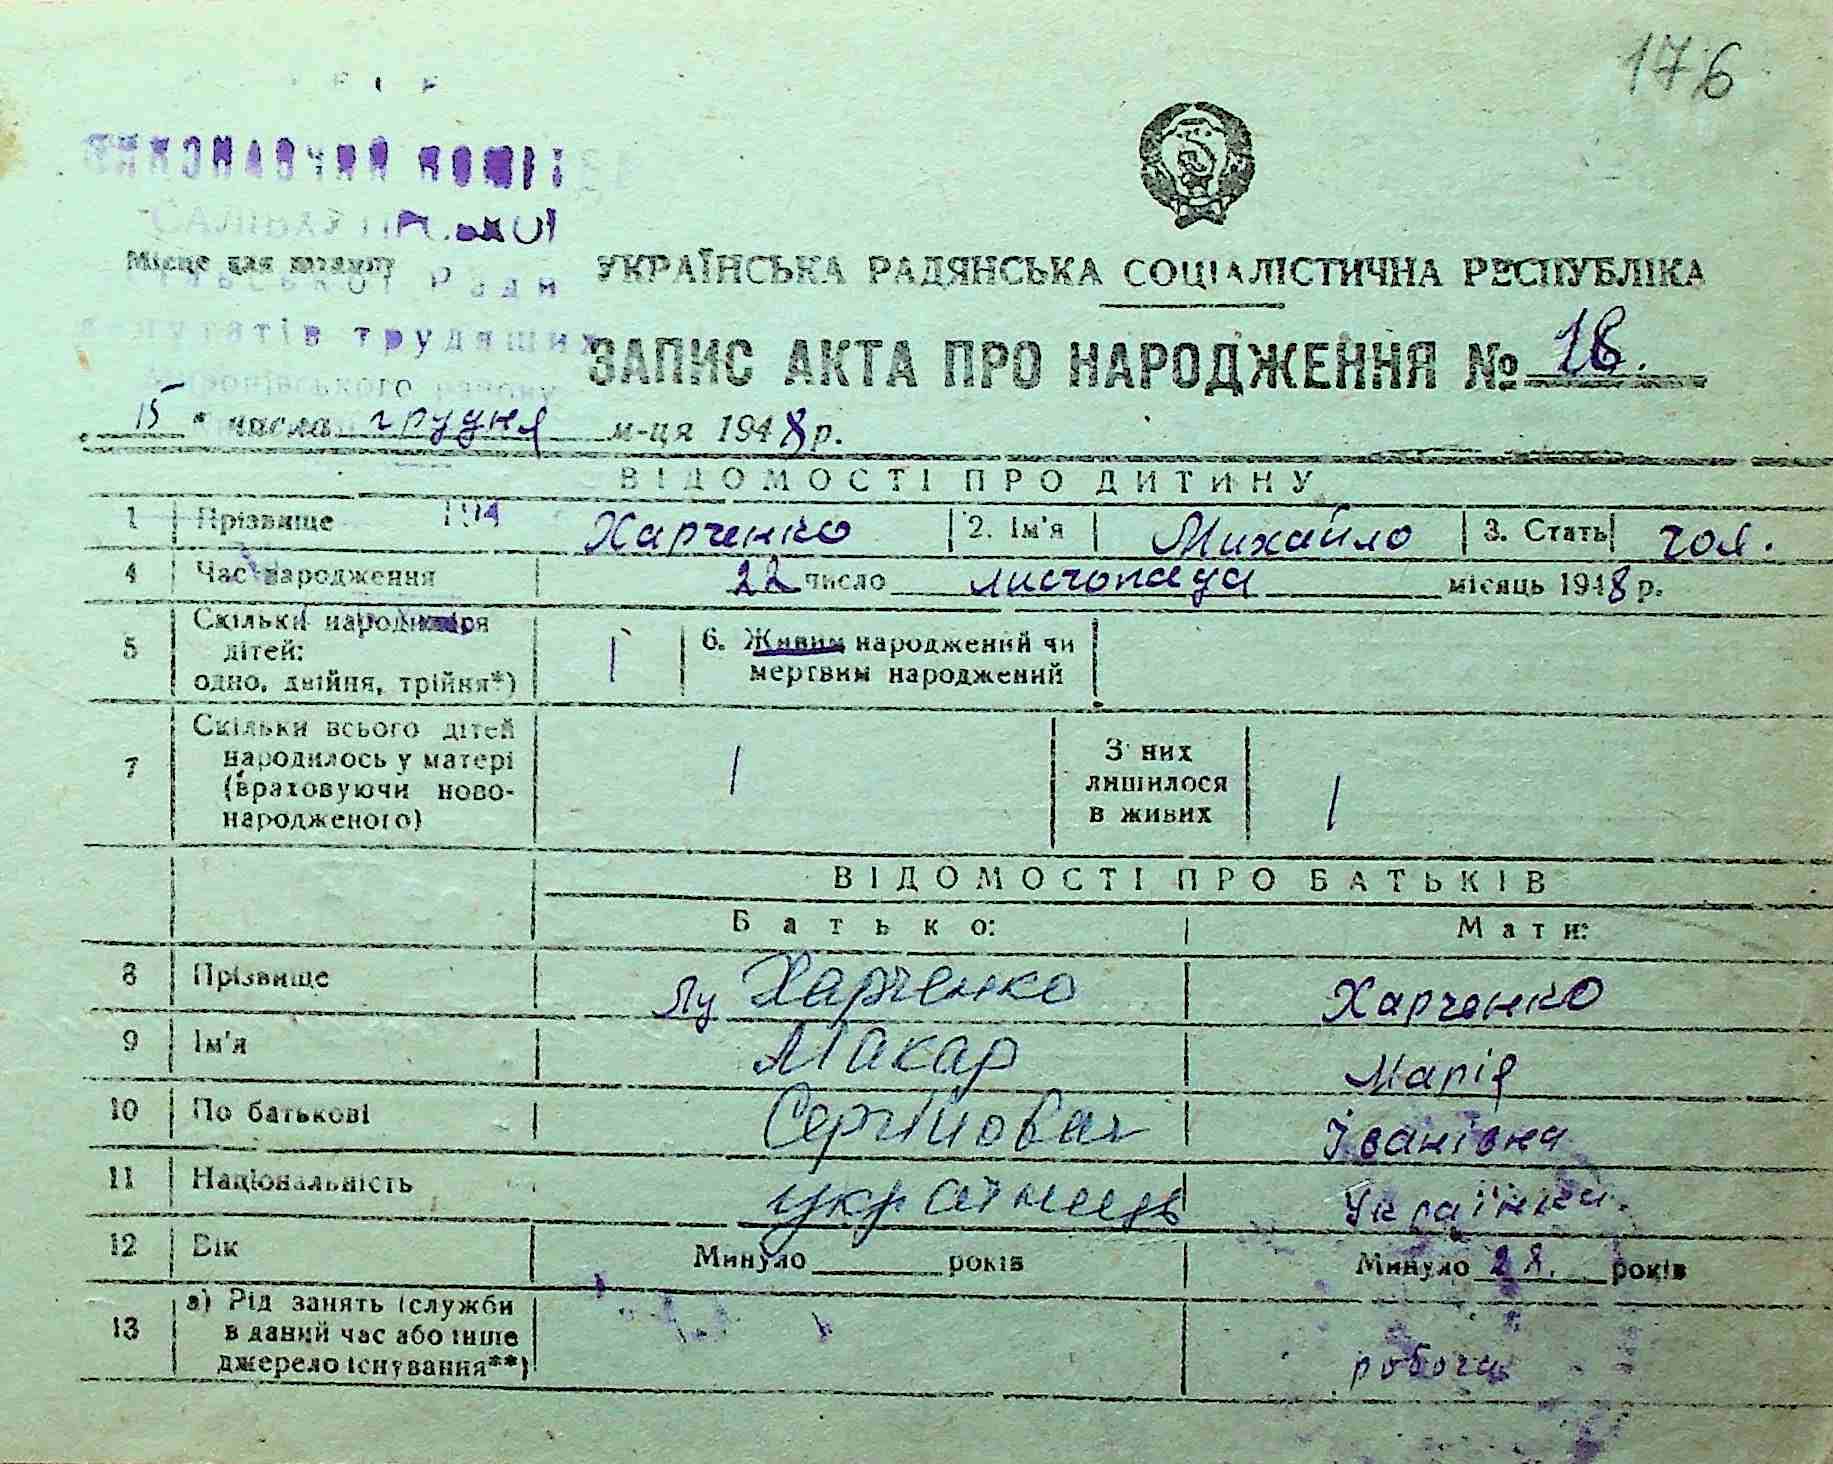 176
ВИКОНАВЧИЙ КОМІТ
Місце для штампу
УКРАЇНСЬКА РАДЯНСЬКА СОЦІАЛІСТИЧНА РЕСПУБЛІКА
депутатів трудящих
ЗАПИС АКТА ПРО НАРОДЖЕННЯ № 16.
15 " числа грудня м-ця 1948 р.
ВІДОМОСТІ ПРО ДИТИНУ
1 Прізвище 194 Харченко 2. Ім'я Михайло 3. Стать чол.
4 Час народження 22 число листопада місяць 1948 р.
5 Скільки народилося дітей: одно, двійня, трійня*) 1 6. Живим народжений чи мертвим народжений
7 Скільки всього дітей народилось у матері (враховуючи новонародженого) 1 З них лишилося в живих 1
ВІДОМОСТІ ПРО БАТЬКІВ
Батько: Мати:
8 Прізвище Лу Харченко Харченко
9 Ім'я Макар Марія
10 По батькові Сергійович Іванівна
11 Національність українець Українка.
12 Вік Минуло років Минуло 28. років
13 а) Рід занять (служби в даний час або інше джерело існування**) робоча